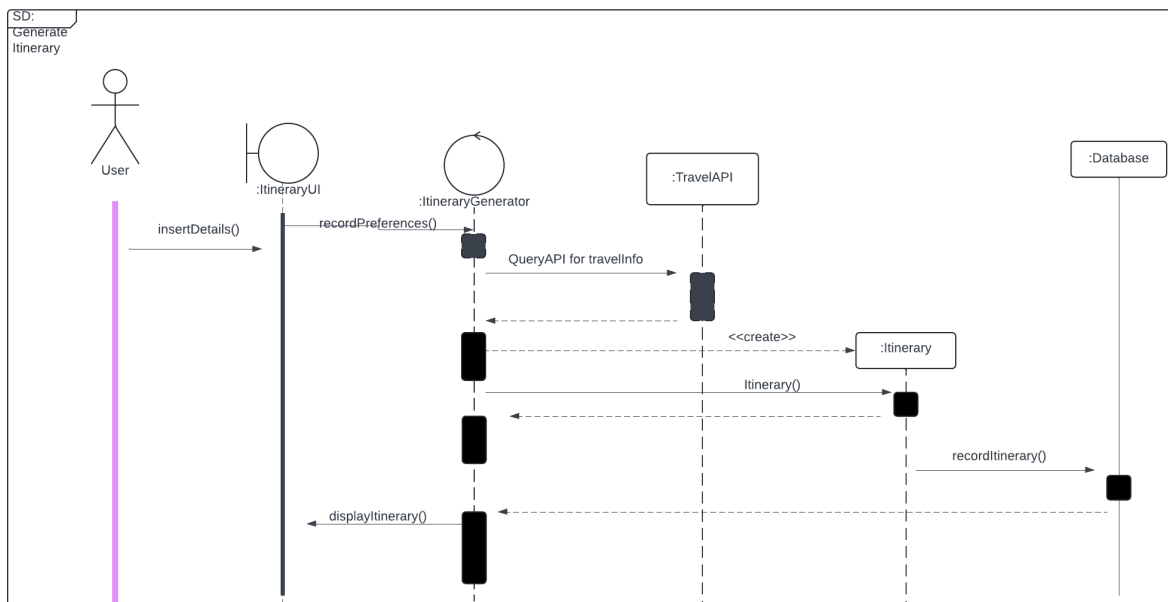 SD:
Generate
Itinerary
User
:ItineraryUI
:ItineraryGenerator
:TravelAPI
:Database
insertDetails()
recordPreferences()
QueryAPI for travelInfo
<<create>>
:Itinerary
Itinerary()
recordItinerary()
displayItinerary()